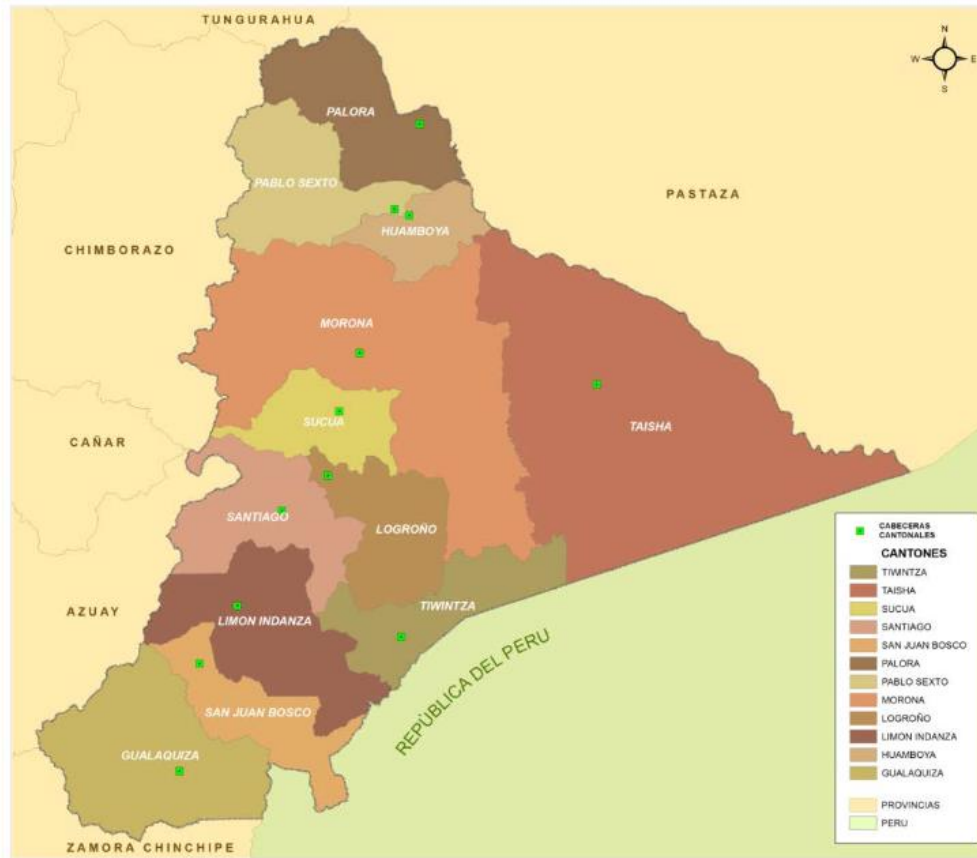 TUNGURAHUA
N
W E
S
PALORA
PABLO SEXTO
PASTAZA
HUAMBOYA
CHIMBORAZO
MORONA
SUCUA
TAISHA
CAÑAR
SANTIAGO
LOGROÑO
AZUAY
TIWINTZA
LIMON INDANZA
REPÚBLICA DEL PERU
SAN JUAN BOSCO
GUALAQUIZA
ZAMORA CHINCHIPE
CABECERAS
CANTONALES
CANTONES
TIWINTZA
TAISHA
SUCUA
SANTIAGO
SAN JUAN BOSCO
PALORA
PABLO SEXTO
MORONA
LOGROÑO
LIMON INDANZA
HUAMBOYA
GUALAQUIZA
PROVINCIAS
PERU